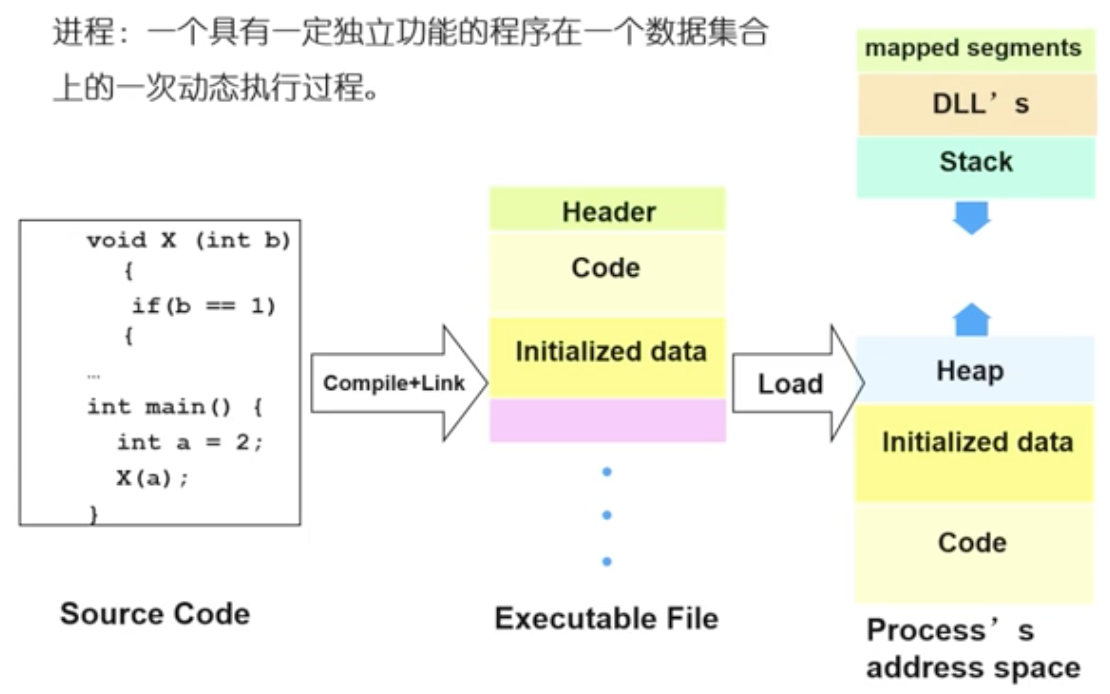 进程：一个具有一定独立功能的程序在一个数据集合
上的一次动态执行过程。
void X (int b)
{
if(b == 1)
{
…
int main() {
int a = 2;
X(a);
}
Source Code
Compile+Link
Header
Code
Initialized data
Executable File
Load
mapped segments
DLL’s
Stack
Heap
Initialized data
Code
Process’s
address space